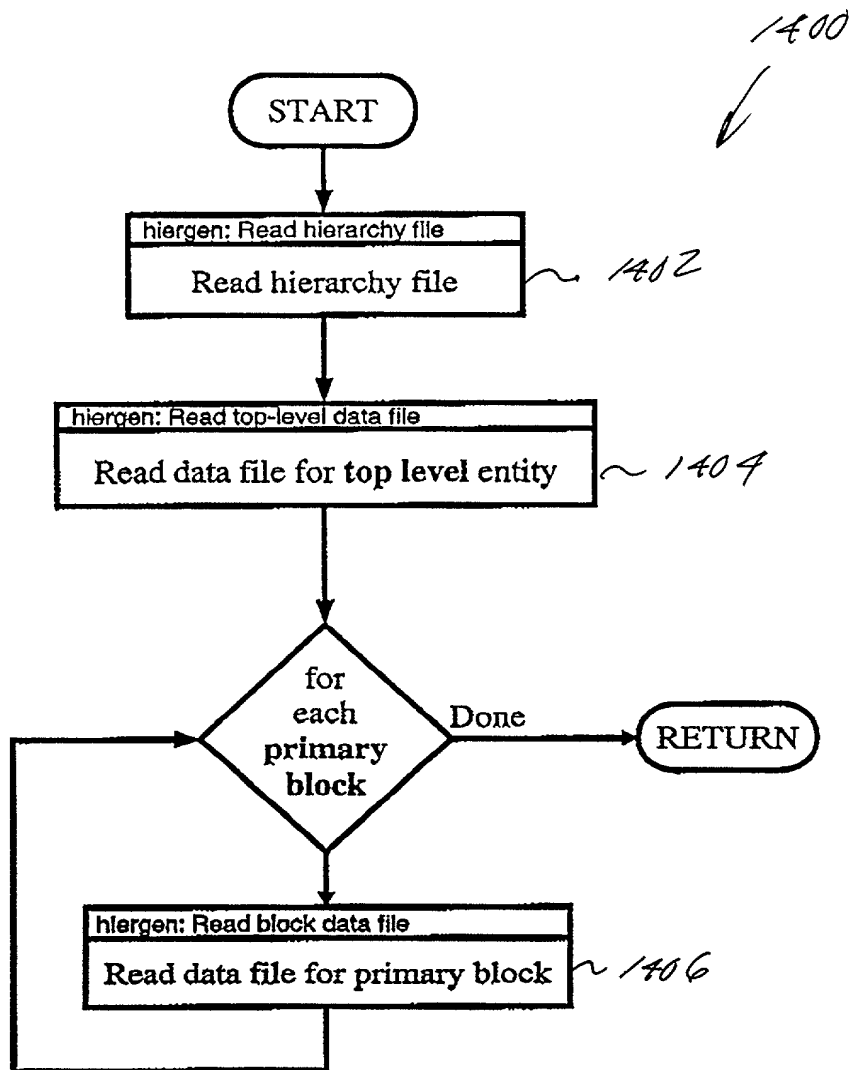 1400
START
hiergen: Read hierarchy file
Read hierarchy file
1402
hiergen: Read top-level data file
Read data file for top level entity
1404
for
each
primary
block
Done
RETURN
hiergen: Read block data file
Read data file for primary block
1406